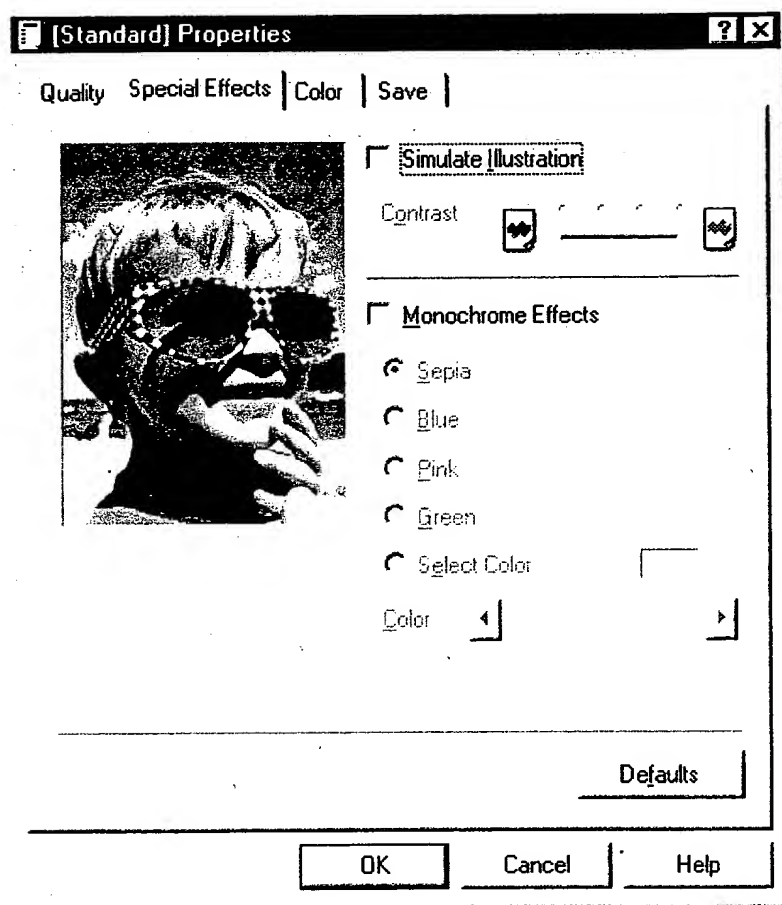 [Standard] Properties
Quality Special Effects Color Save
Simulate Illustration
Contrast
Monochrome Effects
Sepia
Blue
Pink
Green
Select Color
Color
Defaults
OK Cancel Help